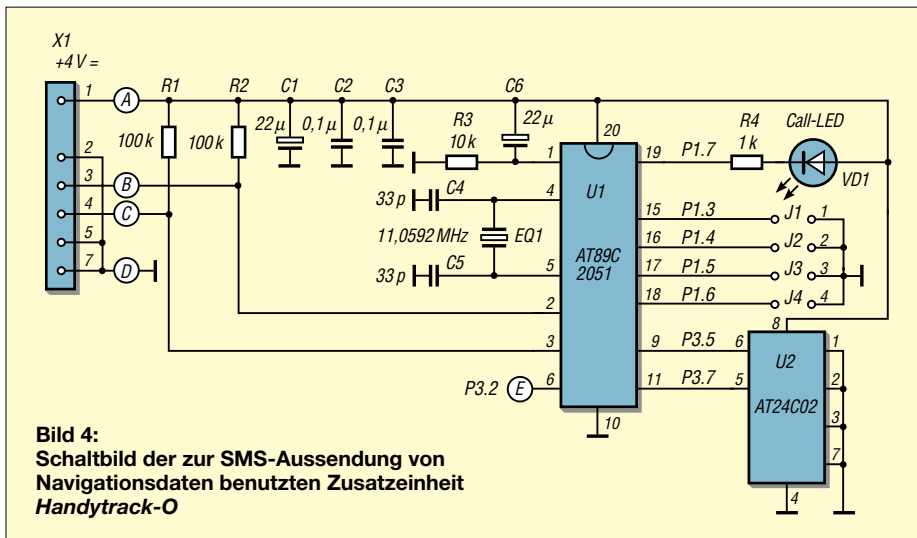 X1
+4 V =
1 A R1 R2 C1 C2 C3 C6
100 k 100 k 22 µ 0,1 µ 0,1 µ 22 µ
R3
10 k
20
1 19 P1.7 R4
1 k
Call-LED
VD1
2
3 B
4 C
5
7 D
33 p C4 4
U1
11,0592 MHz EQ1
AT89C
2051
33 p C5 5
2
3
P3.2 E 6
10
15 P1.3 J1 1
16 P1.4 J2 2
17 P1.5 J3 3
18 P1.6 J4 4
8
9 P3.5 6 U2 1
11 P3.7 5 2
AT24C02
3
7
4
Bild 4:
Schaltbild der zur SMS-Aussendung von
Navigationsdaten benutzten Zusatzeinheit
Handytrack-O